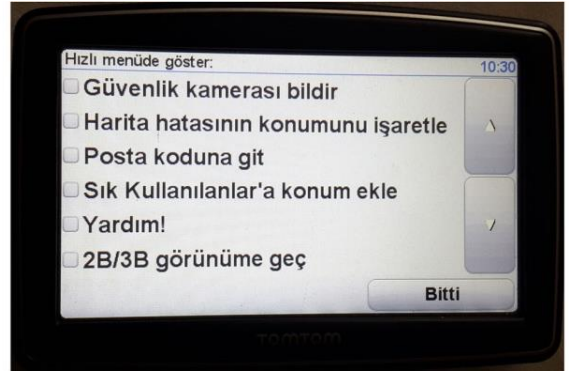 Hızlı menüde göster:
10:30
Güvenlik kamerası bildir
Harita hatasının konumunu işaretle
Posta koduna git
Sık Kullanılanlar'a konum ekle
Yardım!
2B/3B görünüme geç
Bitti
TOMTOM